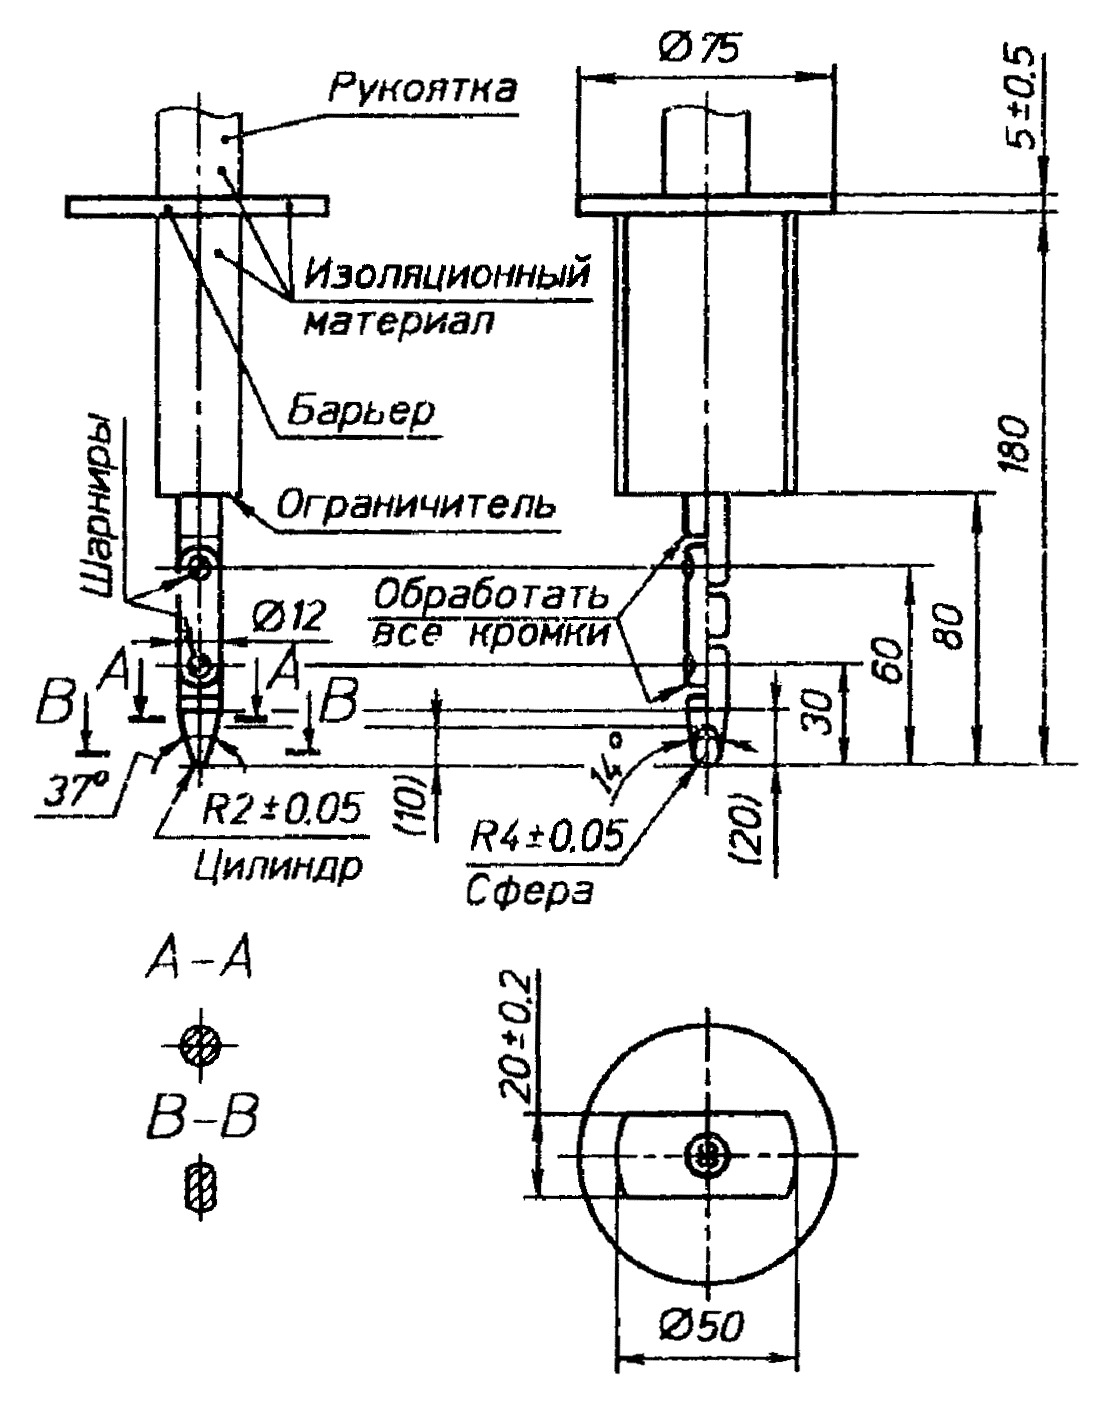 Ø75
5±0,5
Рукоятка
Изоляционный
материал
Барьер
Шарниры
Ограничитель
180
Обработать
все кромки
Ø12
80
60
30
А
А
В
В
37°
14°
R2±0,05
Цилиндр
(10)
R4±0,05
Сфера
(20)
А-А
20±0,2
В-В
Ø50